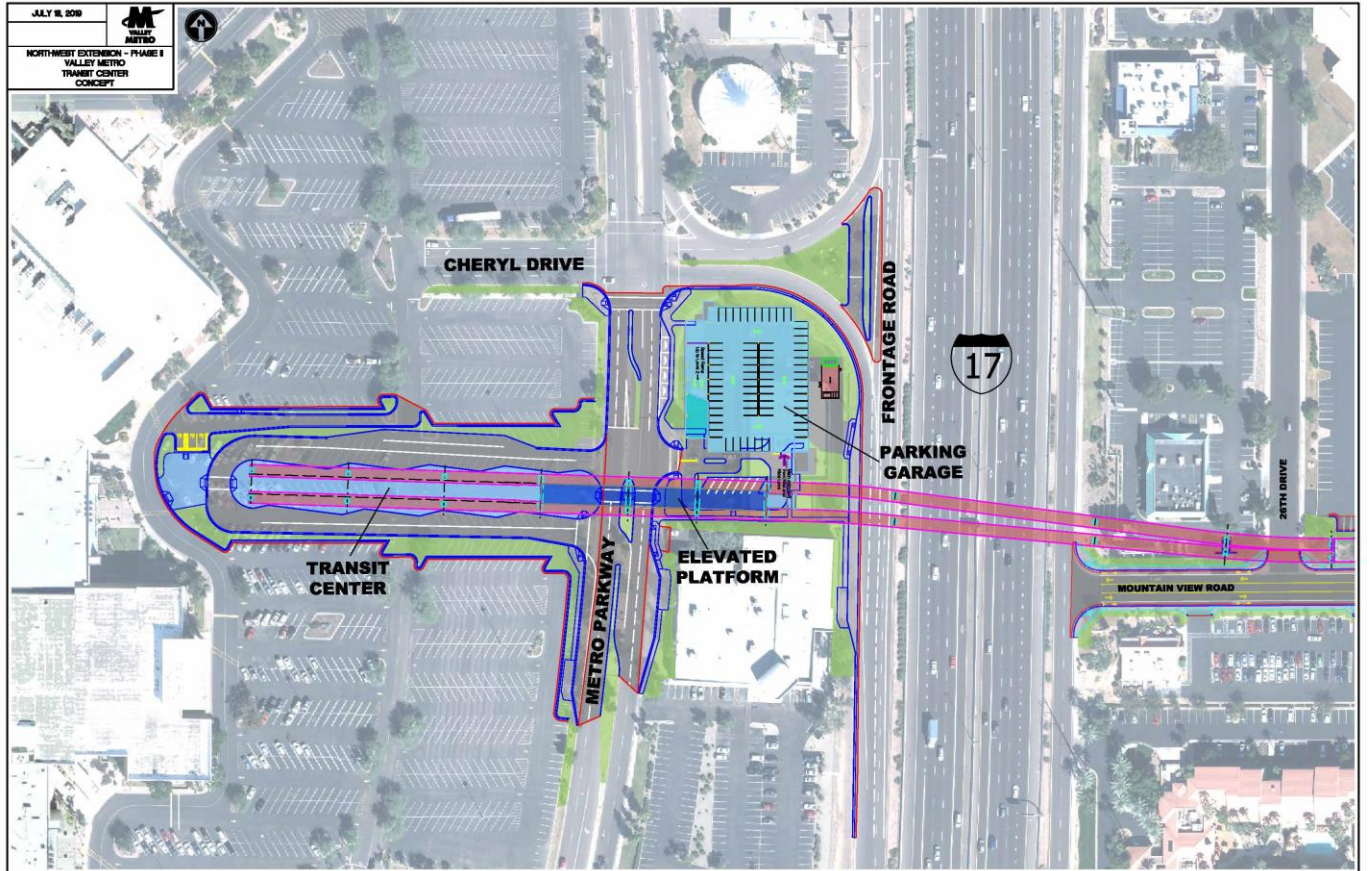 JULY 18, 2019
M
VALLEY
METRO
N
NORTHWEST EXTENSION - PHASE II
VALLEY METRO
TRANSIT CENTER
CONCEPT
CHERYL DRIVE
FRONTAGE ROAD
17
PARKING
GARAGE
26TH DRIVE
TRANSIT
CENTER
METRO PARKWAY
ELEVATED
PLATFORM
MOUNTAIN VIEW ROAD